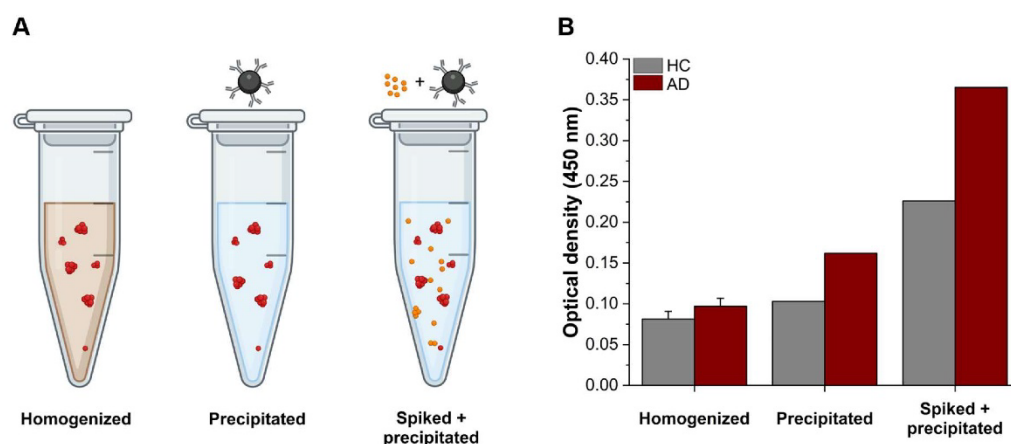 A
+
Homogenized
Precipitated
Spiked +
precipitated
B
HC
AD
Optical density (450 nm)
0.40
0.35
0.30
0.25
0.20
0.15
0.10
0.05
0.00
Homogenized
Precipitated
Spiked +
precipitated